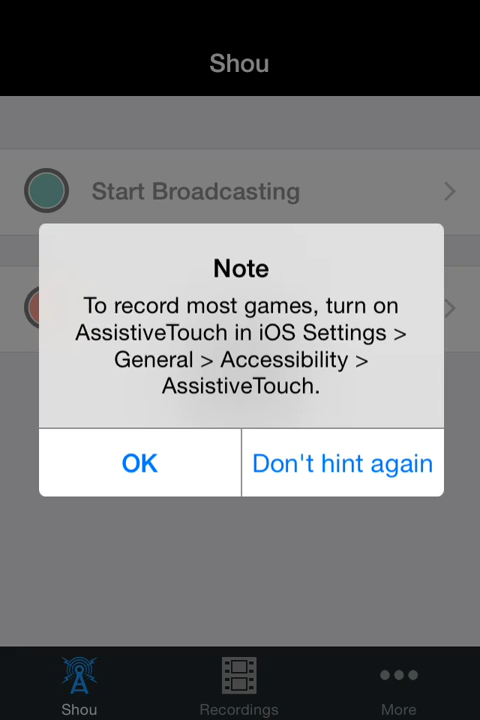 Shou
Start Broadcasting
Note
To record most games, turn on
AssistiveTouch in iOS Settings >
General > Accessibility >
AssistiveTouch.
OK
Don't hint again
Shou
Recordings
More